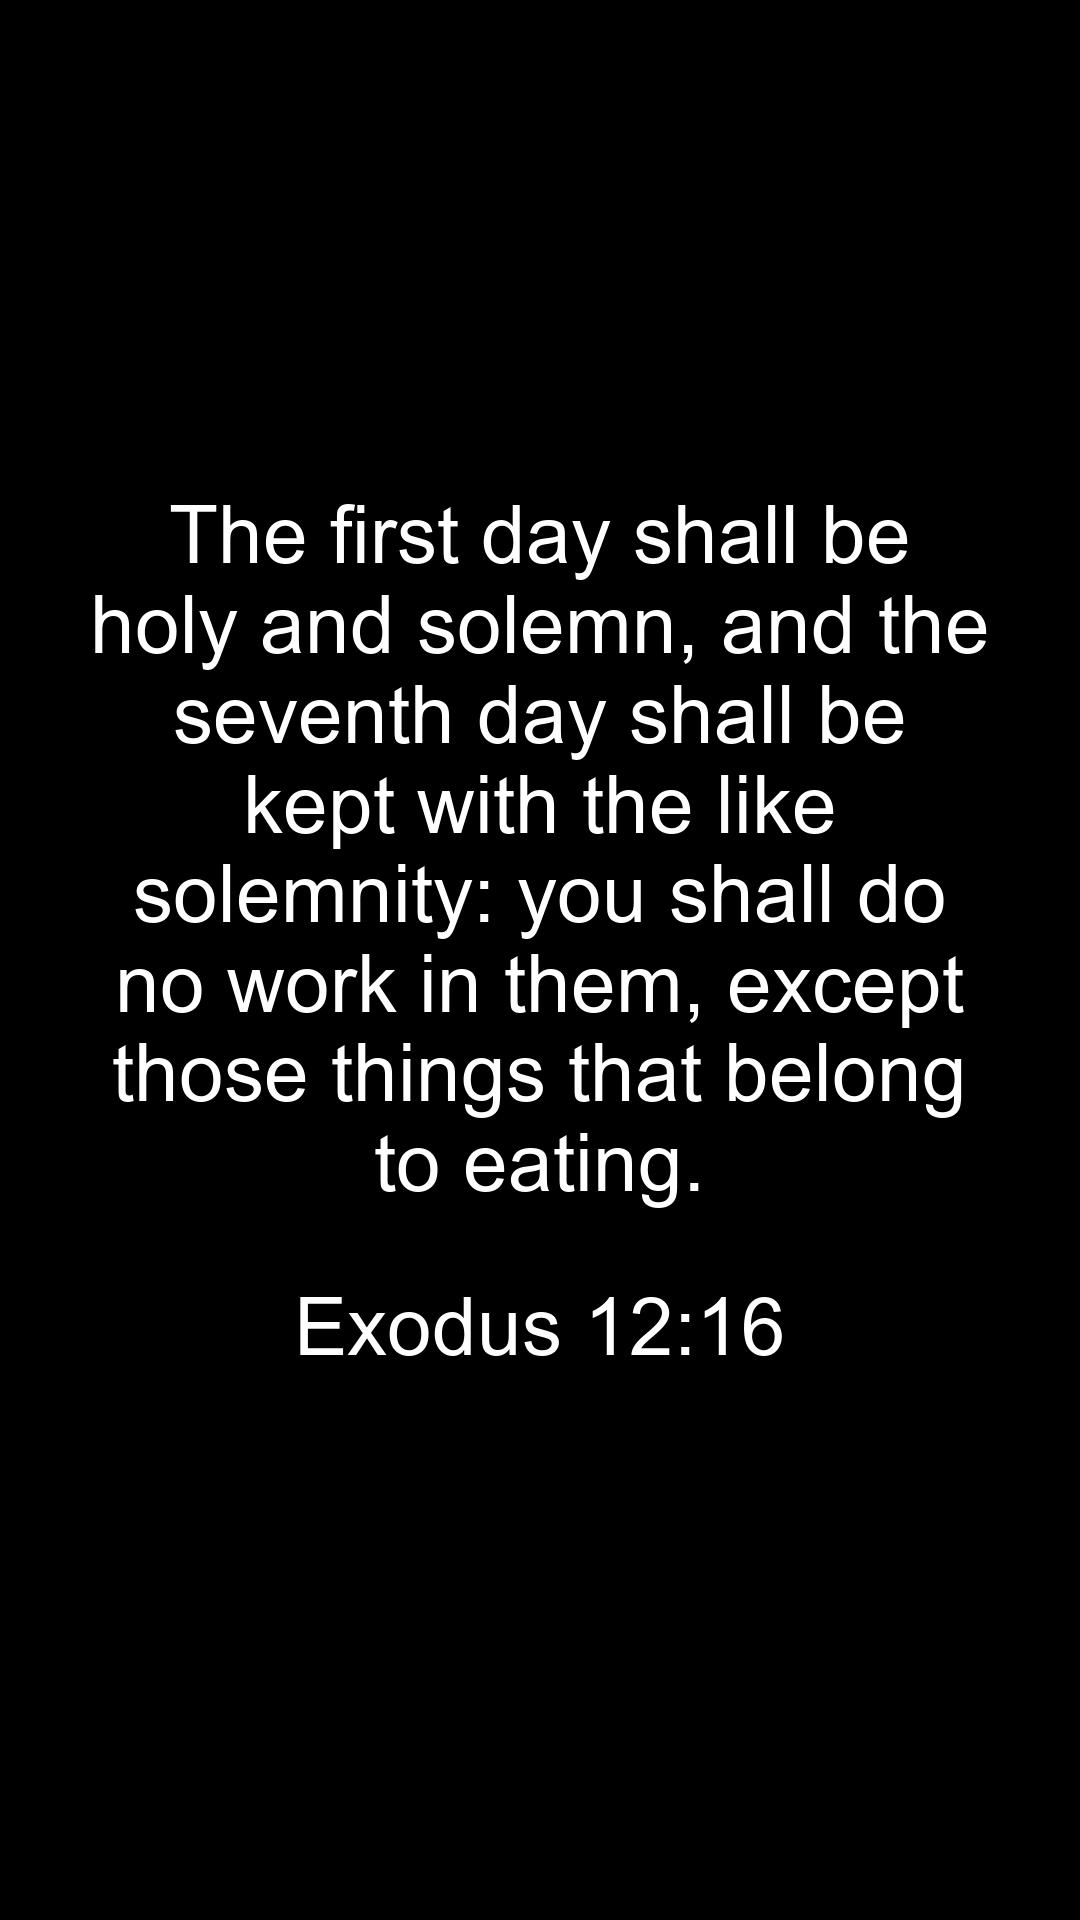 The first day shall be
holy and solemn, and the
seventh day shall be
kept with the like
solemnity: you shall do
no work in them, except
those things that belong
to eating.
Exodus 12:16